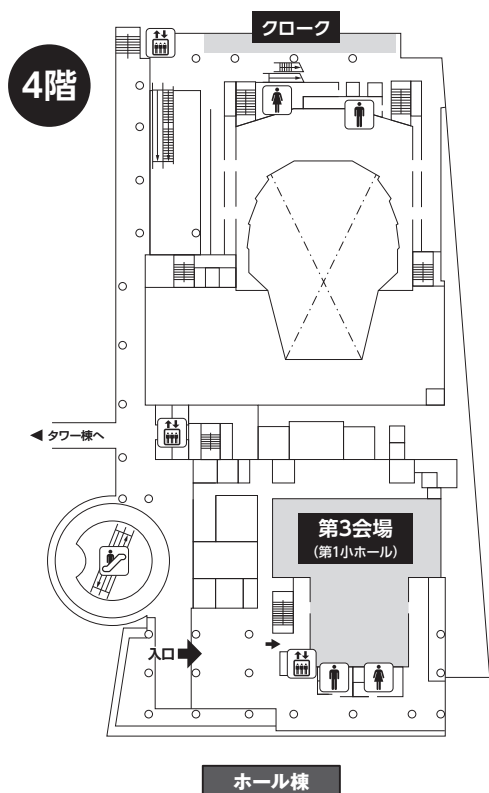 クローク
4階
◀ タワー棟へ
第3会場
(第1小ホール)
入口
ホール棟